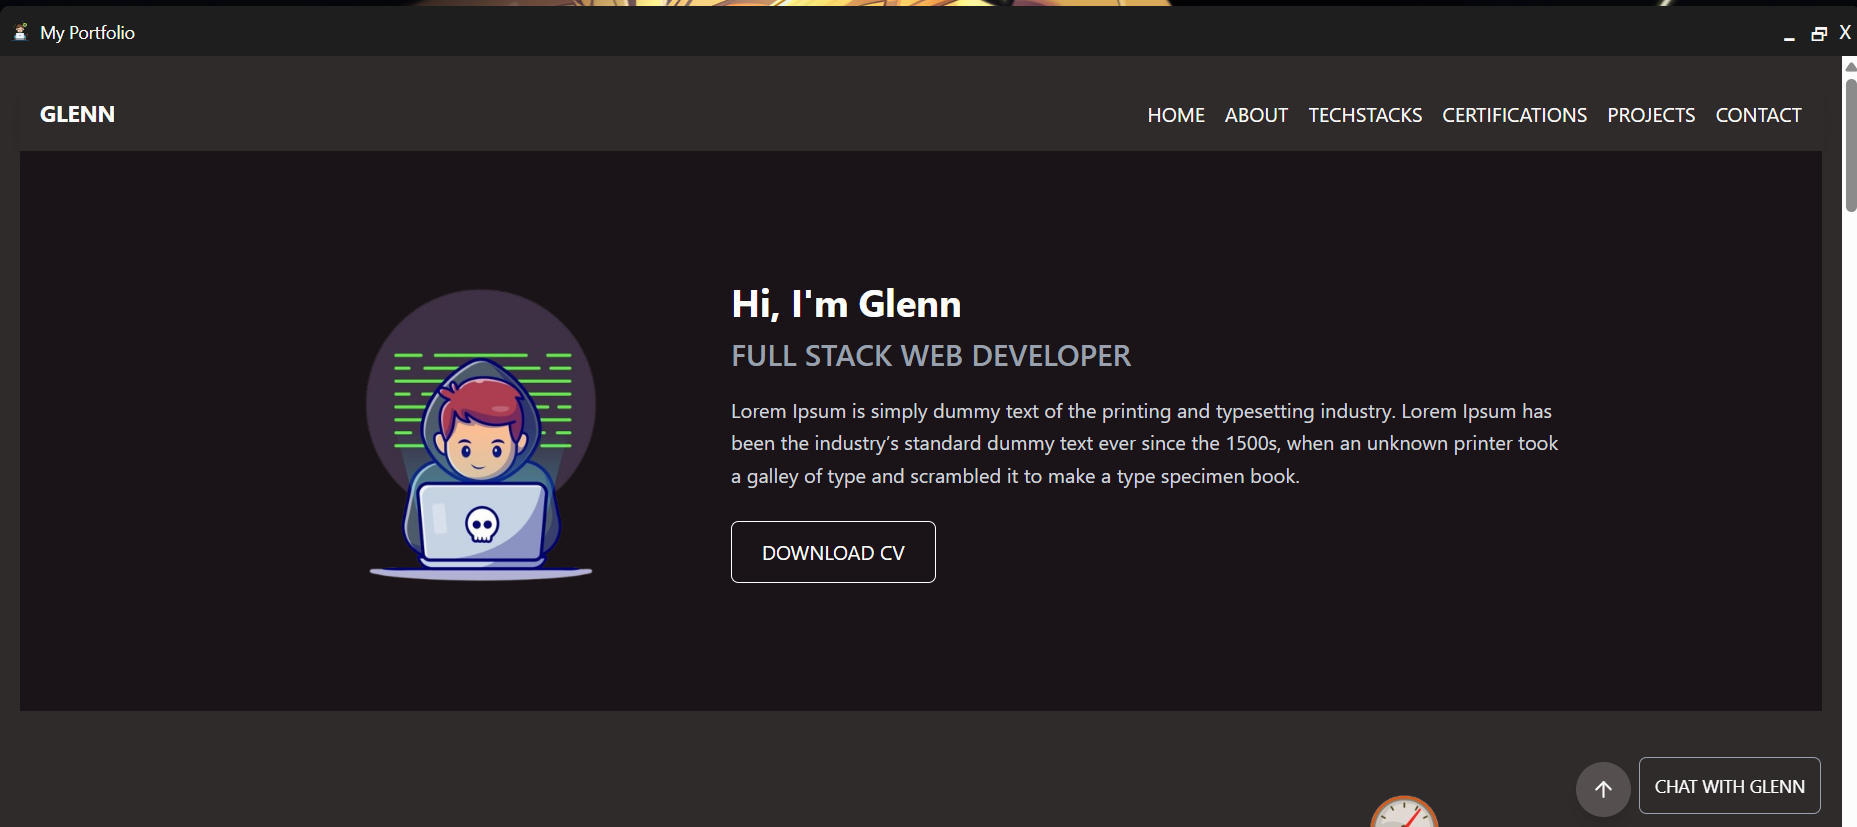 My Portfolio
X
GLENN
HOME ABOUT TECHSTACKS CERTIFICATIONS PROJECTS CONTACT
Hi, I'm Glenn
FULL STACK WEB DEVELOPER
Lorem Ipsum is simply dummy text of the printing and typesetting industry. Lorem Ipsum has
been the industry’s standard dummy text ever since the 1500s, when an unknown printer took
a galley of type and scrambled it to make a type specimen book.
DOWNLOAD CV
CHAT WITH GLENN